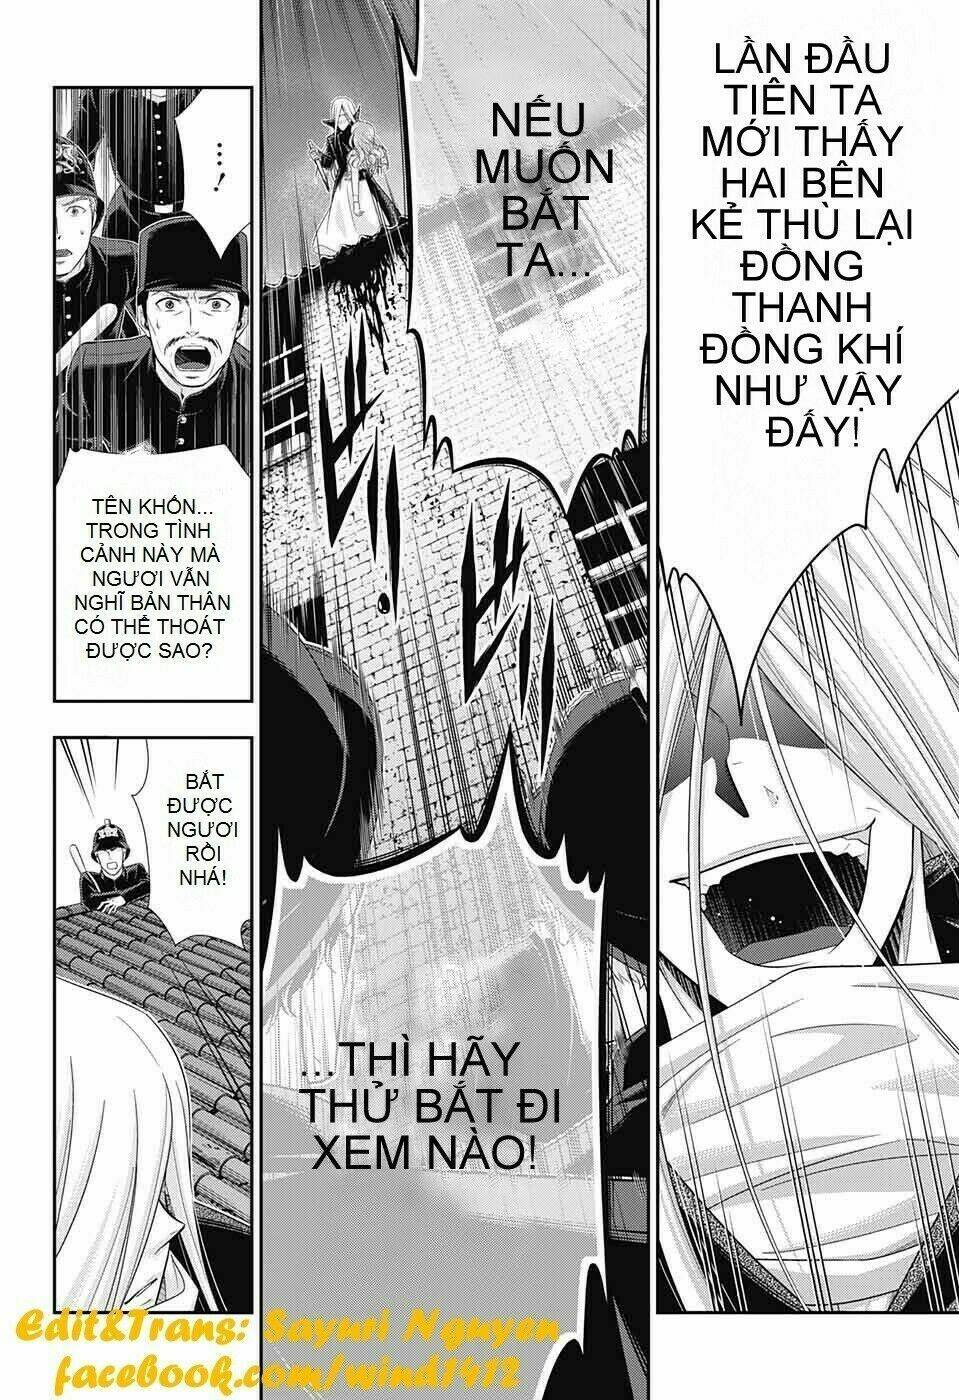 LẦN ĐẦU
TIÊN TA
MỚI THẤY
HAI BÊN
KẺ THÙ LẠI
ĐỒNG
THANH
ĐỒNG KHÍ
NHƯ VẬY
ĐẤY!
NẾU
MUỐN
BẮT
TA...
...THÌ HÃY
THỬ BẮT ĐI
XEM NÀO!
...!
TÊN KHỐN...
TRONG TÌNH
CẢNH NÀY MÀ
NGƯƠI VẪN
NGHĨ BẢN THÂN
CÓ THỂ THOÁT
ĐƯỢC SAO?
BẮT
ĐƯỢC
NGƯƠI
RỒI
NHÁ!
Edit&Trans: Sayuri Nguyen
facebook.com/wind1412